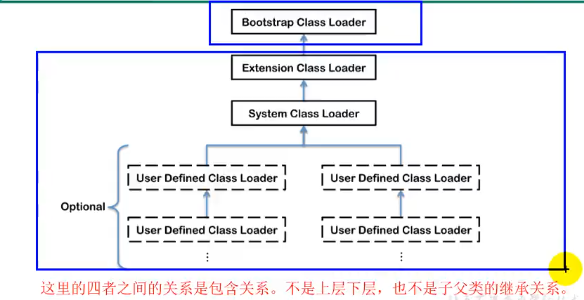 Bootstrap Class Loader
Extension Class Loader
System Class Loader
User Defined Class Loader User Defined Class Loader
Optional
User Defined Class Loader User Defined Class Loader
这里的四者之间的关系是包含关系。不是上层下层，也不是子父类的继承关系。